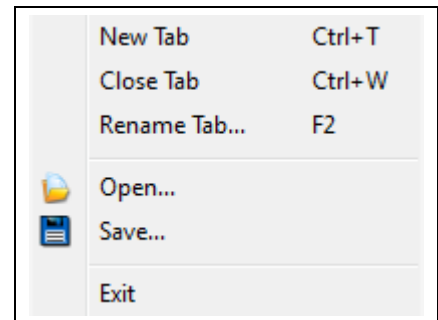 New Tab Ctrl+T
Close Tab Ctrl+W
Rename Tab... F2
Open...
Save...
Exit